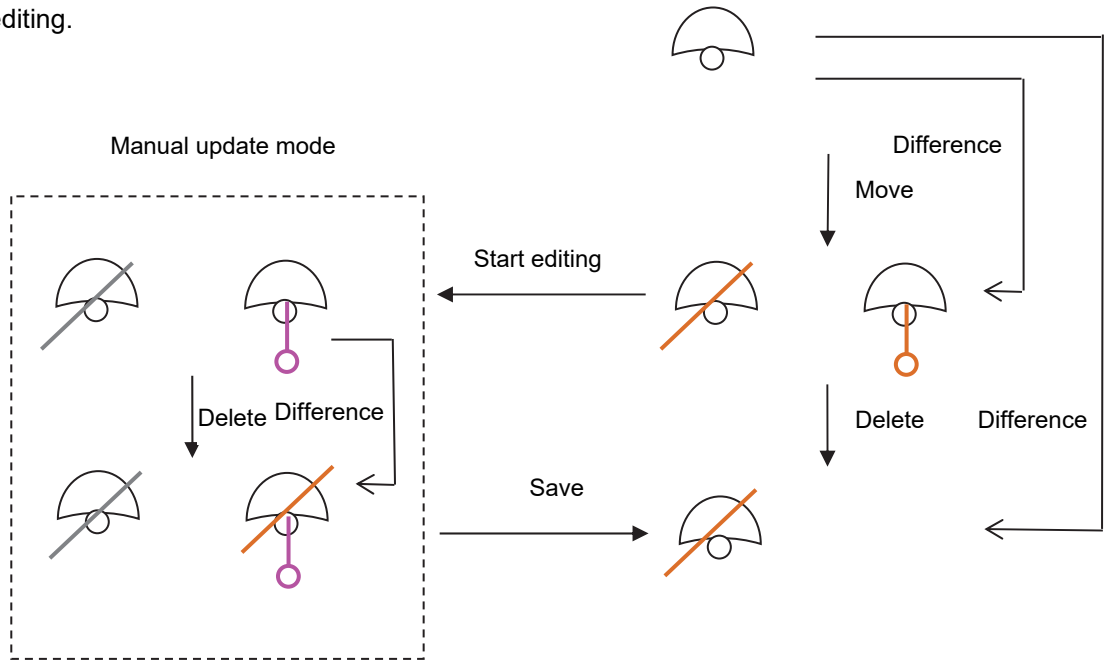 editing.
Manual update mode
Difference
Move
Start editing
Delete
Difference
Delete
Difference
Save